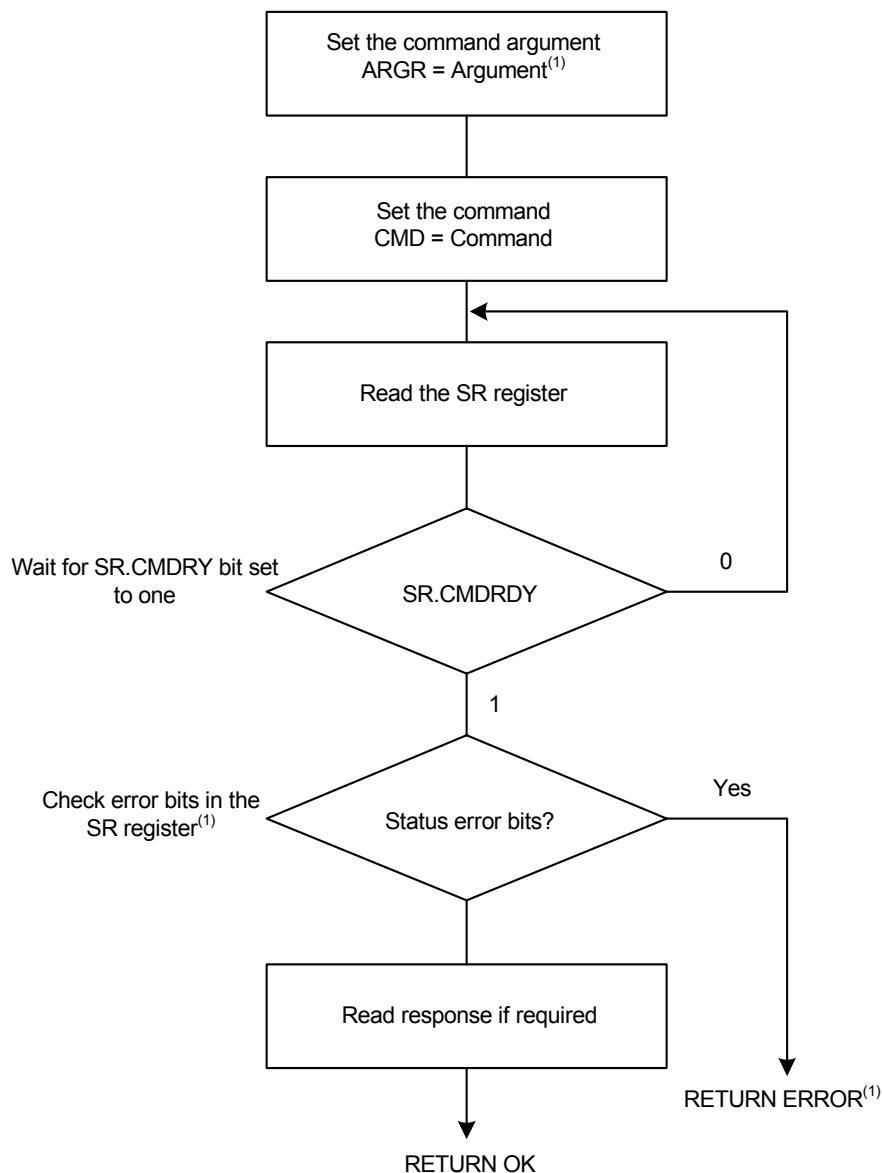 Set the command argument
ARGR = Argument(1)
Set the command
CMD = Command
Read the SR register
Wait for SR.CMDRY bit set
to one
SR.CMDRDY
0
1
Check error bits in the
SR register(1)
Status error bits?
Yes
Read response if required
RETURN ERROR(1)
RETURN OK